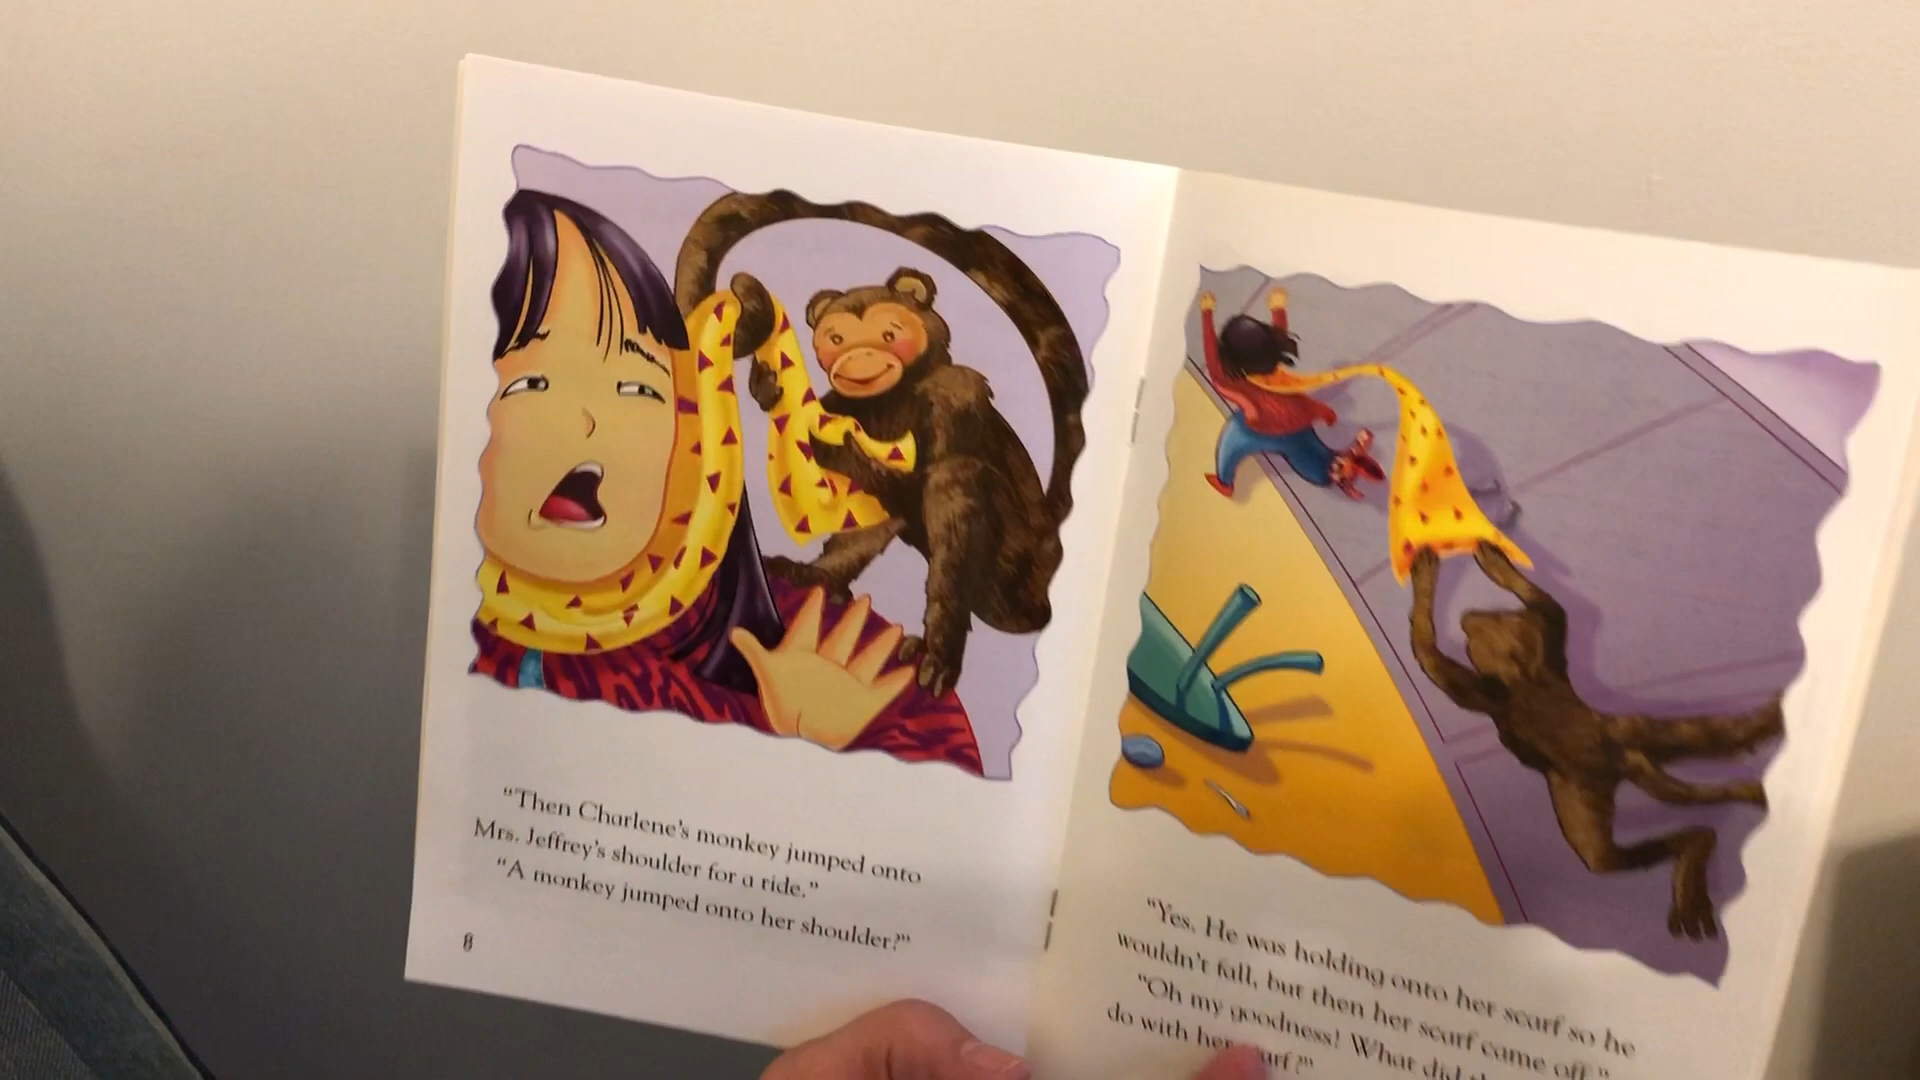 “Then Charlene’s monkey jumped onto
Mrs. Jeffrey’s shoulder for a ride.”
“A monkey jumped onto her shoulder?”
8
“Yes. He was holding onto her scarf so he
wouldn’t fall, but then her scarf came off.”
“Oh my goodness! What did
do with her